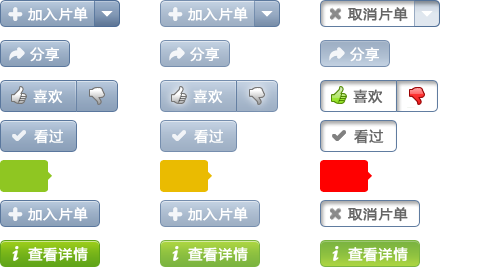 加入片单 加入片单 取消片单
分享 分享 分享
喜欢 喜欢 喜欢
看过 看过 看过
加入片单 加入片单 取消片单
i 查看详情 i 查看详情 i 查看详情